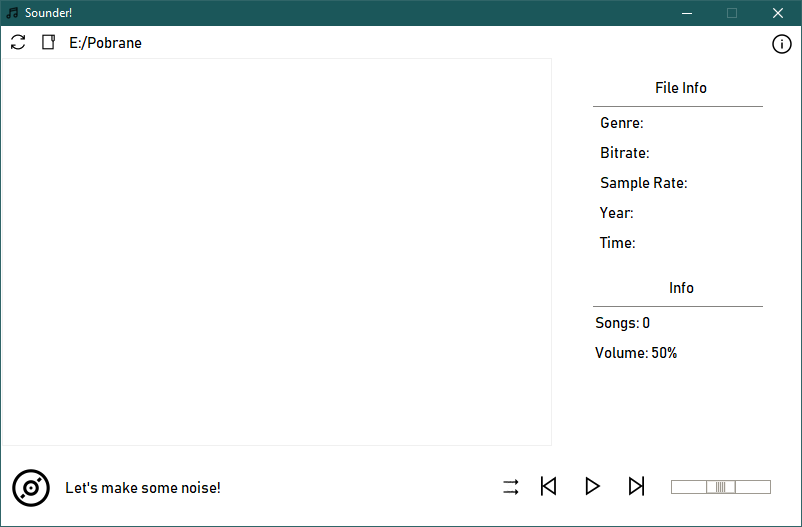 Sounder!
E:/Pobrane
File Info
Genre:
Bitrate:
Sample Rate:
Year:
Time:
Info
Songs: 0
Volume: 50%
Let's make some noise!